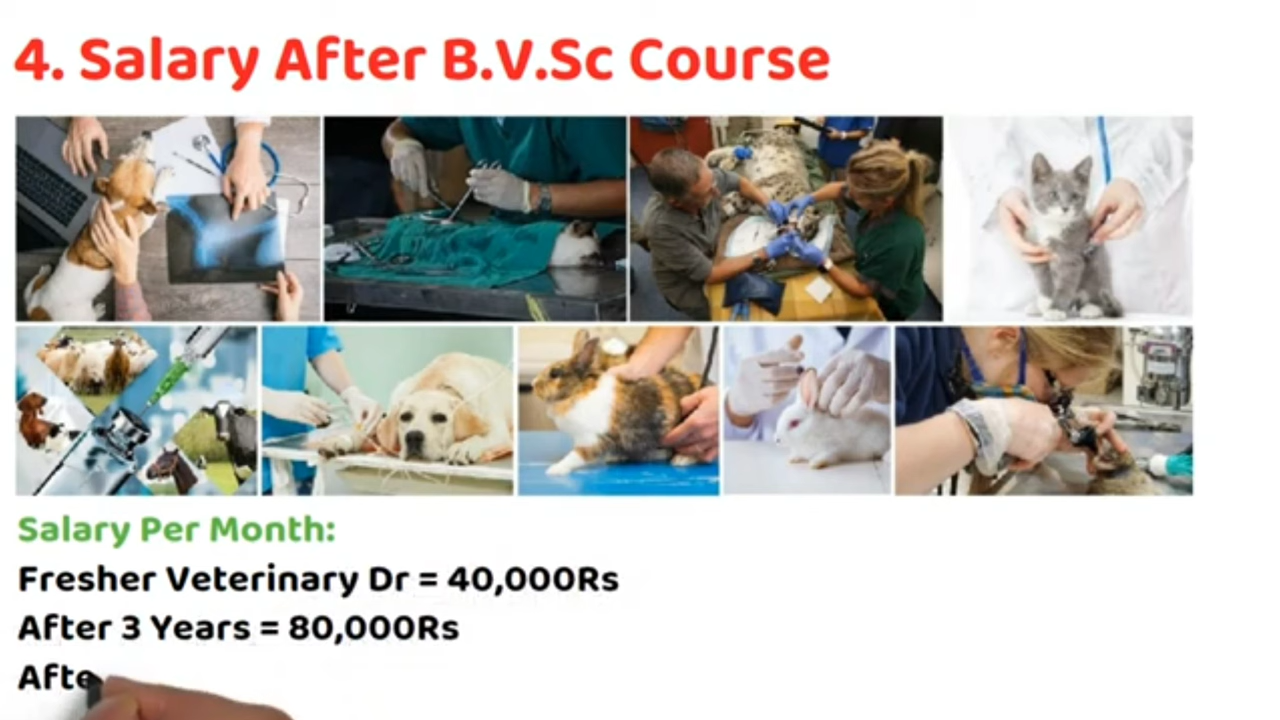 4. Salary After B.V.Sc Course
Salary Per Month:
Fresher Veterinary Dr = 40,000Rs
After 3 Years = 80,000Rs
Afte